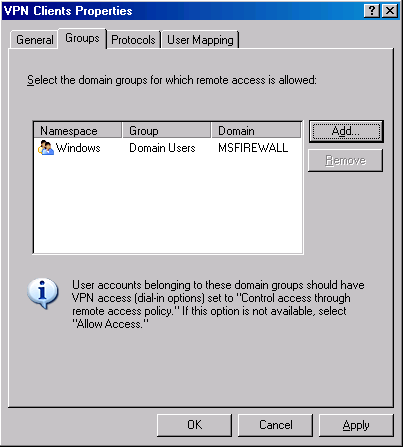 VPN Clients Properties
General Groups Protocols User Mapping
Select the domain groups for which remote access is allowed:
Namespace Group Domain
Windows Domain Users MSFIREWALL
Add...
Remove
User accounts belonging to these domain groups should have
VPN access (dial-in options) set to "Control access through
remote access policy." If this option is not available, select
"Allow Access."
OK Cancel Apply